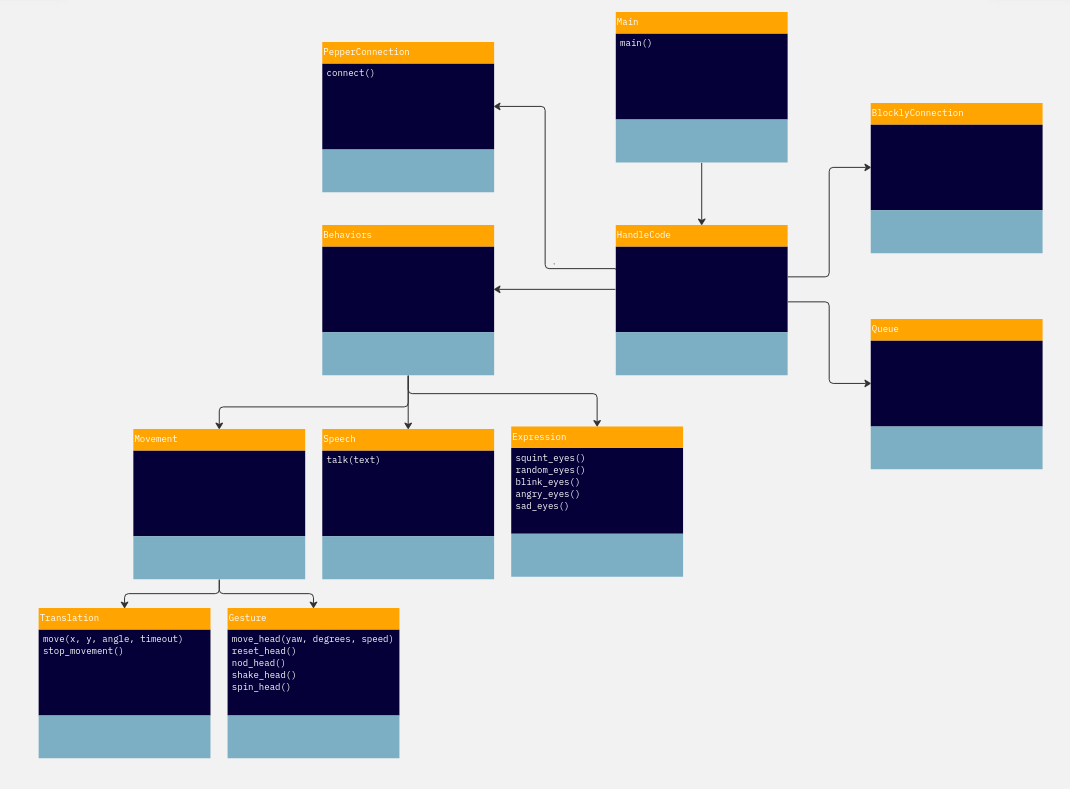 Main
main()
PepperConnection
connect()
BlocklyConnection
Behaviors
HandleCode
Queue
Movement
Speech
talk(text)
Expression
squint_eyes()
random_eyes()
blink_eyes()
angry_eyes()
sad_eyes()
Translation
move(x, y, angle, timeout)
stop_movement()
Gesture
move_head(yaw, degrees, speed)
reset_head()
nod_head()
shake_head()
spin_head()